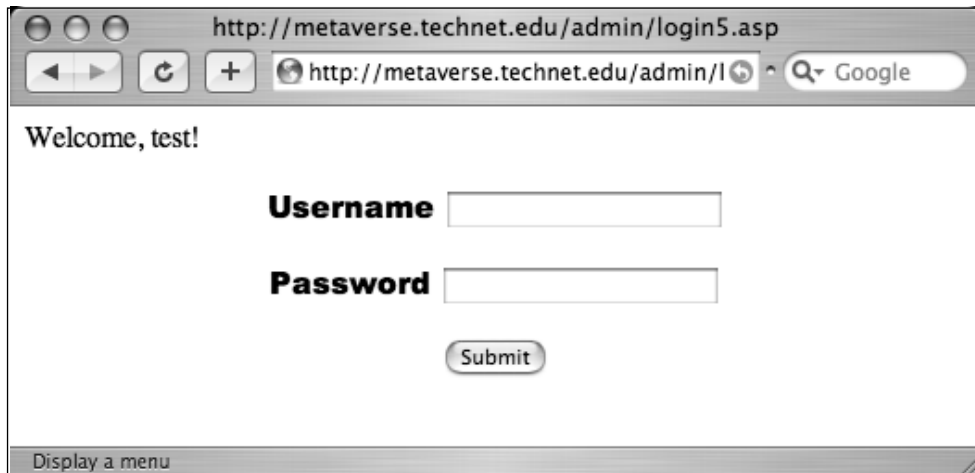 http://metaverse.technet.edu/admin/login5.asp
http://metaverse.technet.edu/admin/l Google
Welcome, test!
Username
Password
Submit
Display a menu